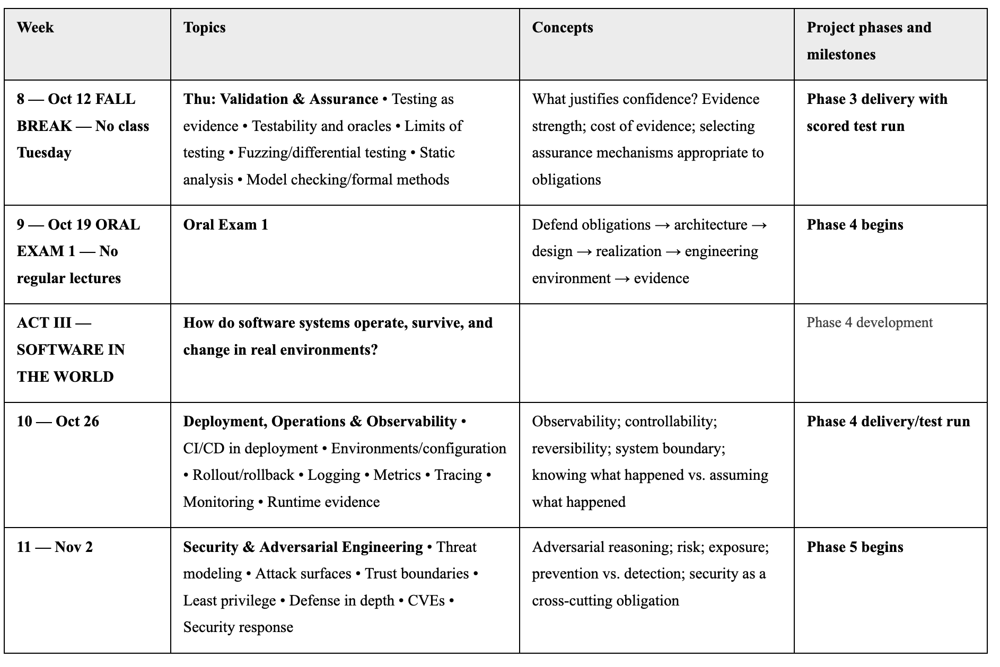 Week
Topics
Concepts
Project phases and
milestones
8 — Oct 12 FALL
BREAK — No class
Tuesday
Thu: Validation & Assurance • Testing as
evidence • Testability and oracles • Limits of
testing • Fuzzing/differential testing • Static
analysis • Model checking/formal methods
What justifies confidence? Evidence
strength; cost of evidence; selecting
assurance mechanisms appropriate to
obligations
Phase 3 delivery with
scored test run
9 — Oct 19 ORAL
EXAM 1 — No
regular lectures
Oral Exam 1
Defend obligations → architecture →
design → realization → engineering
environment → evidence
Phase 4 begins
ACT III —
SOFTWARE IN
THE WORLD
How do software systems operate, survive, and
change in real environments?
Phase 4 development
10 — Oct 26
Deployment, Operations & Observability •
CI/CD in deployment • Environments/configuration
• Rollout/rollback • Logging • Metrics • Tracing •
Monitoring • Runtime evidence
Observability; controllability;
reversibility; system boundary;
knowing what happened vs. assuming
what happened
Phase 4 delivery/test run
11 — Nov 2
Security & Adversarial Engineering • Threat
modeling • Attack surfaces • Trust boundaries •
Least privilege • Defense in depth • CVEs •
Security response
Adversarial reasoning; risk; exposure;
prevention vs. detection; security as a
cross-cutting obligation
Phase 5 begins